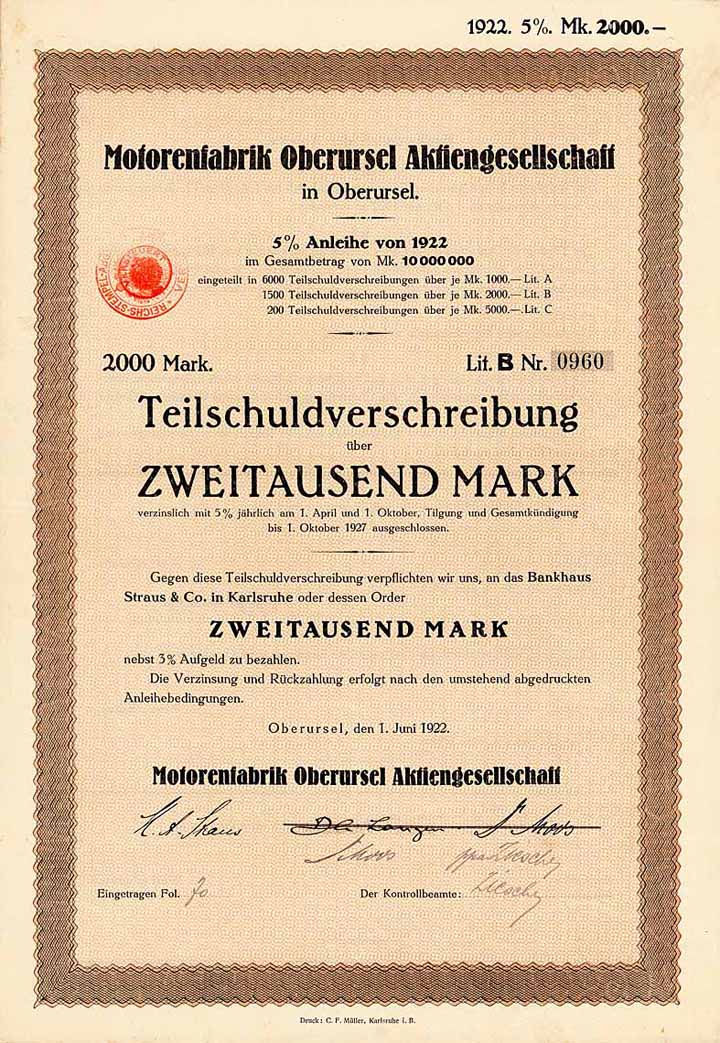 1922. 5%. Mk. 2000.—
Motorenfabrik Oberursel Aktiengesellschaft
in Oberursel.
5% Anleihe von 1922
im Gesamtbetrag von Mk. 10 000 000
eingeteilt in 6000 Teilschuldverschreibungen über je Mk. 1000.— Lit. A
1500 Teilschuldverschreibungen über je Mk. 2000.— Lit. B
200 Teilschuldverschreibungen über je Mk. 5000.—. Lit. C
REICHS-STEMPEL-
2000 Mark. Lit. B Nr. 0960
Teilschuldverschreibung
über
ZWEITAUSEND MARK
verzinslich mit 5% jährlich am 1. April und 1. Oktober, Tilgung und Gesamtkündigung
bis 1. Oktober 1927 ausgeschlossen.
Gegen diese Teilschuldverschreibung verpflichten wir uns, an das Bankhaus
Straus & Co. in Karlsruhe oder dessen Order
ZWEITAUSEND MARK
nebst 3% Aufgeld zu bezahlen.
Die Verzinsung und Rückzahlung erfolgt nach den umstehend abgedruckten
Anleihebedingungen.
Oberursel, den 1. Juni 1922.
Motorenfabrik Oberursel Aktiengesellschaft
Eingetragen Fol. 70
Der Kontrollbeamte:
Druck: C. F. Müller, Karlsruhe i. B.